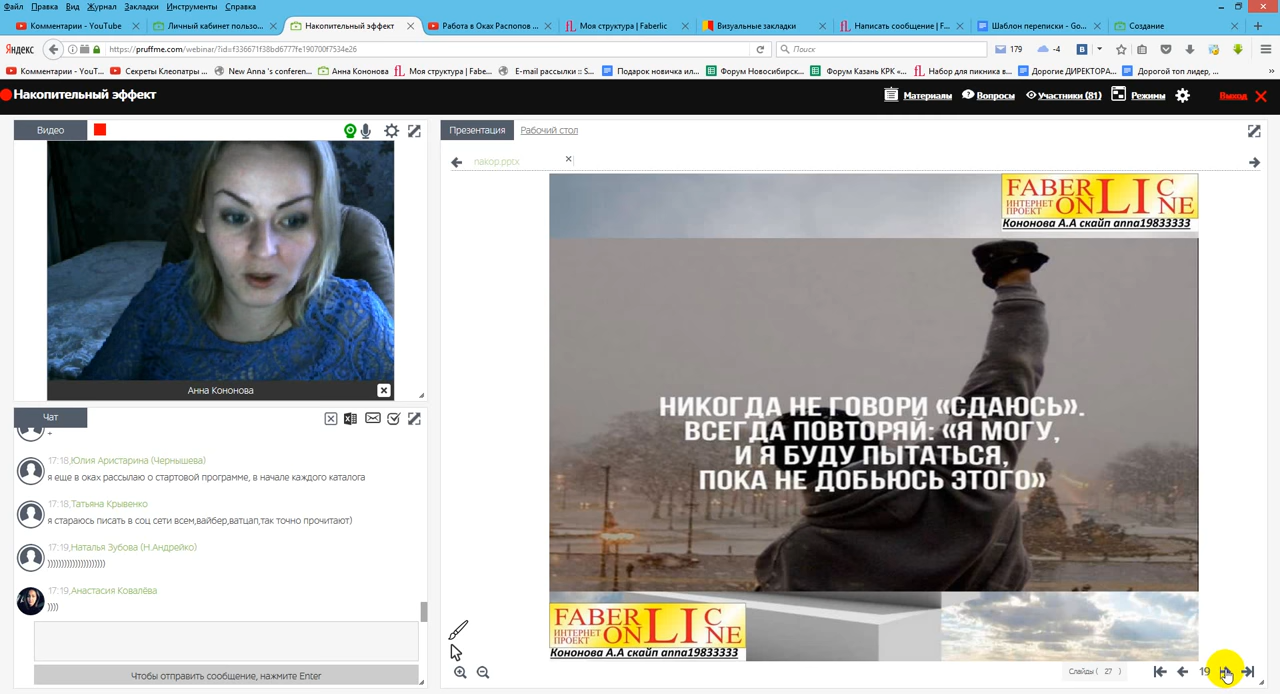 Файл Правка Вид Журнал Закладки Инструменты Справка
Комментарии - YouTube
Личный кабинет пользо...
Накопительный эффект
Работа в Оках Распопов ...
Моя структура | Faberlic
Визуальные закладки
Написать сообщение | F...
Шаблон переписки - Go...
Создание
Яндекс
https://pruffme.com/webinar/?id=f336671f38bd6777fe190700f7534e26
Поиск
179
-4
Комментарии - YouT...
Секреты Клеопатры ...
New Anna 's conferen...
Анна Кононова
Моя структура | Fabe...
E-mail рассылки :: S...
Подарок новичка ил...
Форум Новосибирск...
Форум Казань КРК «...
Набор для пикника в...
Дорогие ДИРЕКТОРА...
Дорогой топ лидер, ...
Накопительный эффект
Материалы
Вопросы
Участники (81)
Режимы
Выход
Видео
Анна Кононова
Чат
+
17:18,Юлия Аристарина (Чернышева)
я еще в оках рассылаю о стартовой программе, в начале каждого каталога
17:18,Татьяна Крывенко
я стараюсь писать в соц сети всем,вайбер,ватцап,так точно прочитают)
17:19,Наталья Зубова (Н.Андрейко)
))))))))))))))))))))))
17:19,Анастасия Ковалёва
))))
Чтобы отправить сообщение, нажмите Enter
Презентация
Рабочий стол
nakop.pptx
FABERLIC
ИНТЕРНЕТ ПРОЕКТ
ONLINE
Кононова А.А скайп anna19833333
НИКОГДА НЕ ГОВОРИ «СДАЮСЬ».
ВСЕГДА ПОВТОРЯЙ: «Я МОГУ,
И Я БУДУ ПЫТАТЬСЯ,
ПОКА НЕ ДОБЬЮСЬ ЭТОГО»
FABERLIC
ИНТЕРНЕТ ПРОЕКТ
ONLINE
Кононова А.А скайп anna19833333
Слайды ( 27 )
19